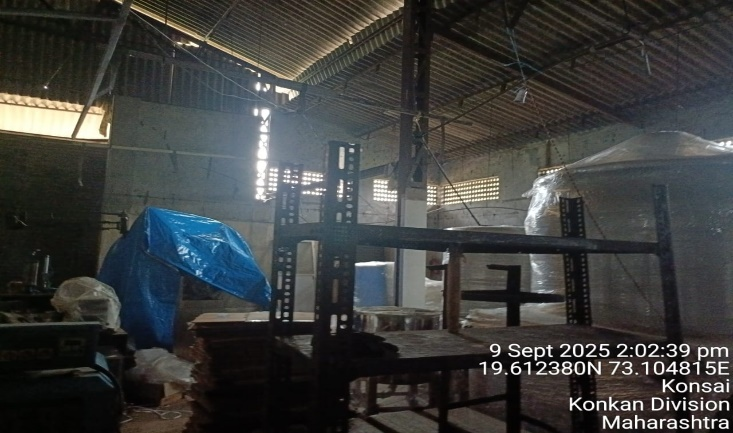 9 Sept 2025 2:02:39 pm
19.612380N 73.104815E
Konsai
Konkan Division
Maharashtra